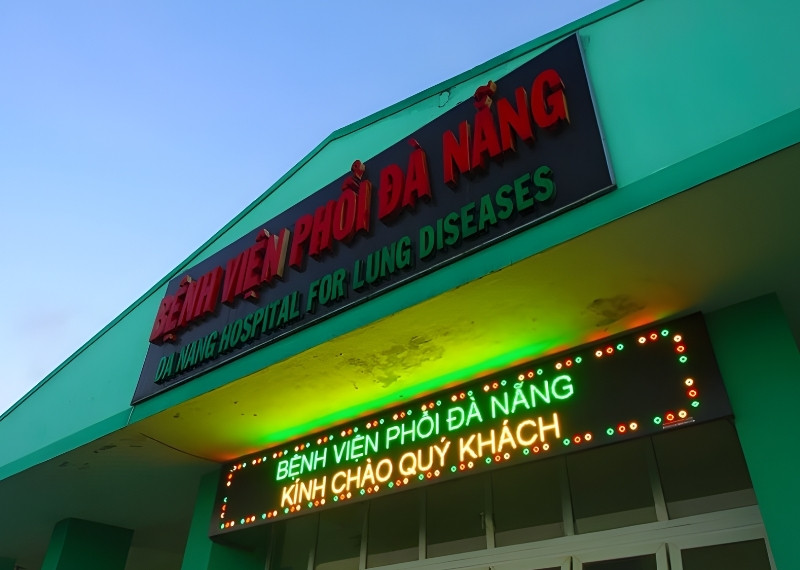 BỆNH VIỆN PHỔI ĐÀ NẴNG
DA NANG HOSPITAL FOR LUNG DISEASES
BỆNH VIỆN PHỔI ĐÀ NẴNG
KÍNH CHÀO QUÝ KHÁCH